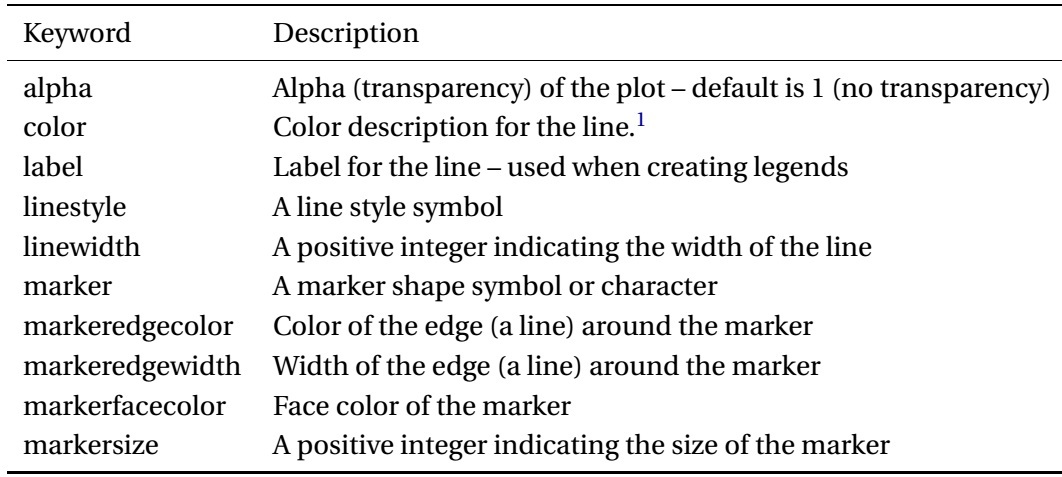 Keyword Description
alpha Alpha (transparency) of the plot – default is 1 (no transparency)
color Color description for the line.1
label Label for the line – used when creating legends
linestyle A line style symbol
linewidth A positive integer indicating the width of the line
marker A marker shape symbol or character
markeredgecolor Color of the edge (a line) around the marker
markeredgewidth Width of the edge (a line) around the marker
markerfacecolor Face color of the marker
markersize A positive integer indicating the size of the marker